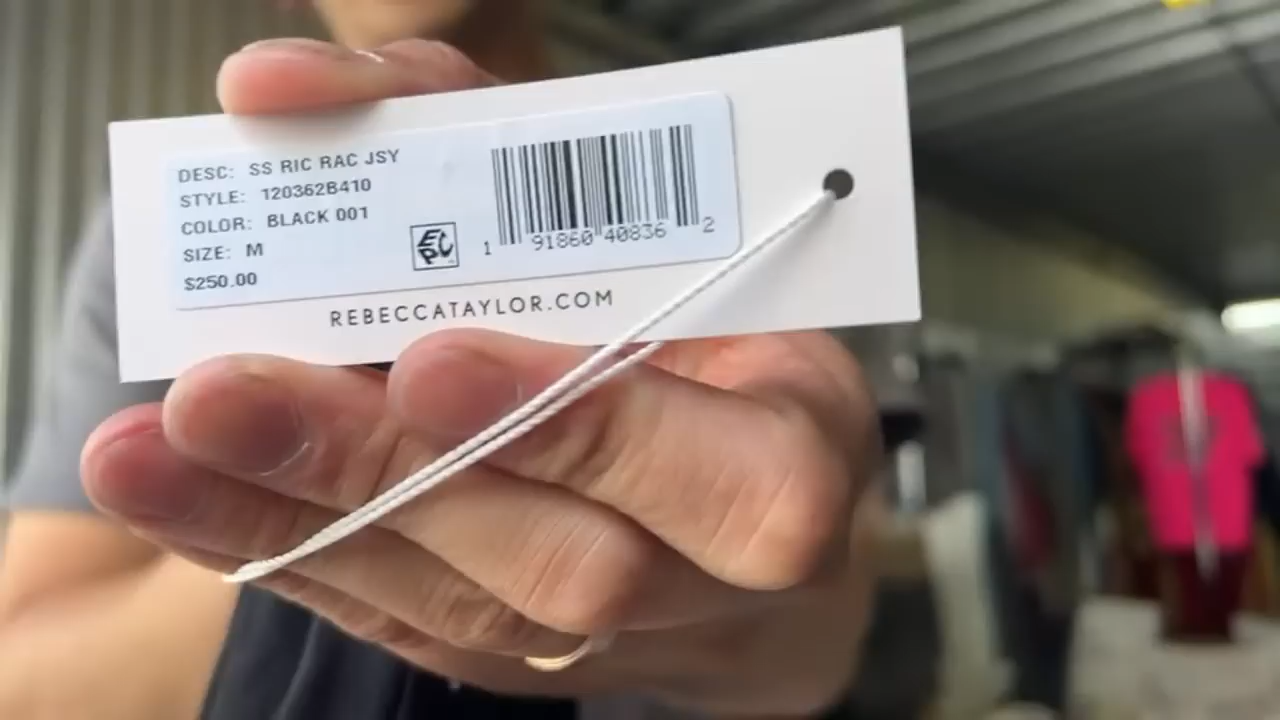 DESC: SS RIC RAC JSY
STYLE: 120362B410
COLOR: BLACK 001
SIZE: M
$250.00
EPC
1 91860 40836 2
REBECCATAYLOR.COM